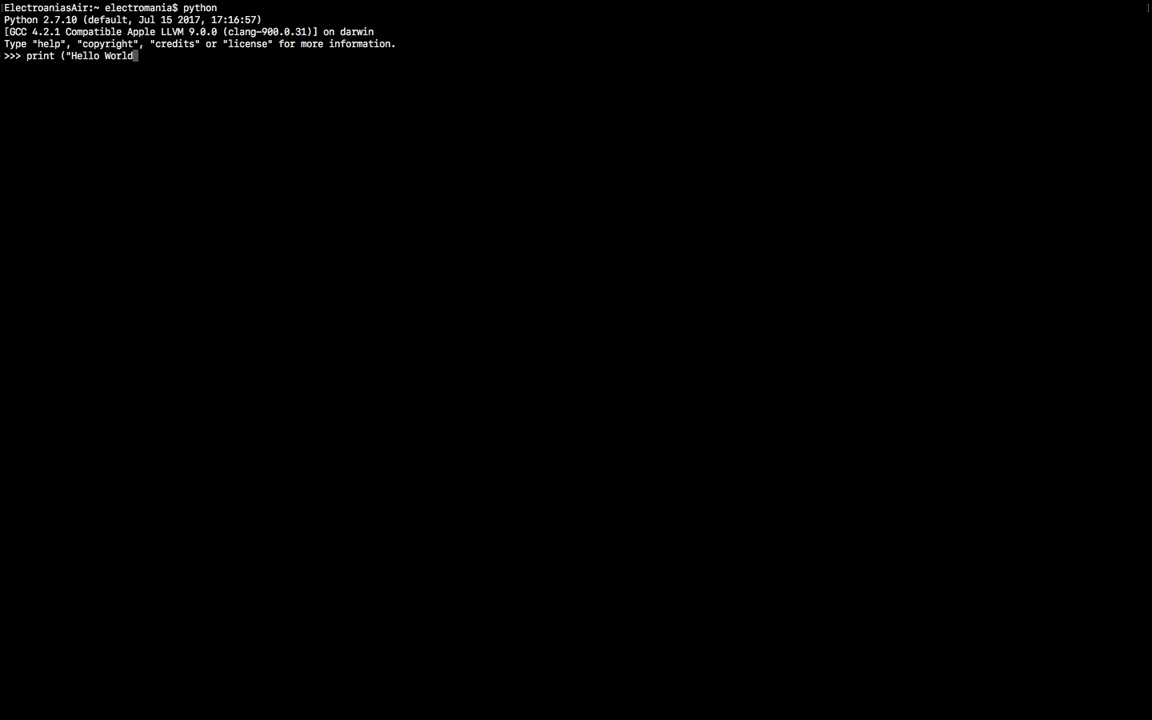 ElectroaniasAir:~ electromania$ python
Python 2.7.10 (default, Jul 15 2017, 17:16:57)
[GCC 4.2.1 Compatible Apple LLVM 9.0.0 (clang-900.0.31)] on darwin
Type "help", "copyright", "credits" or "license" for more information.
>>> print ("Hello World